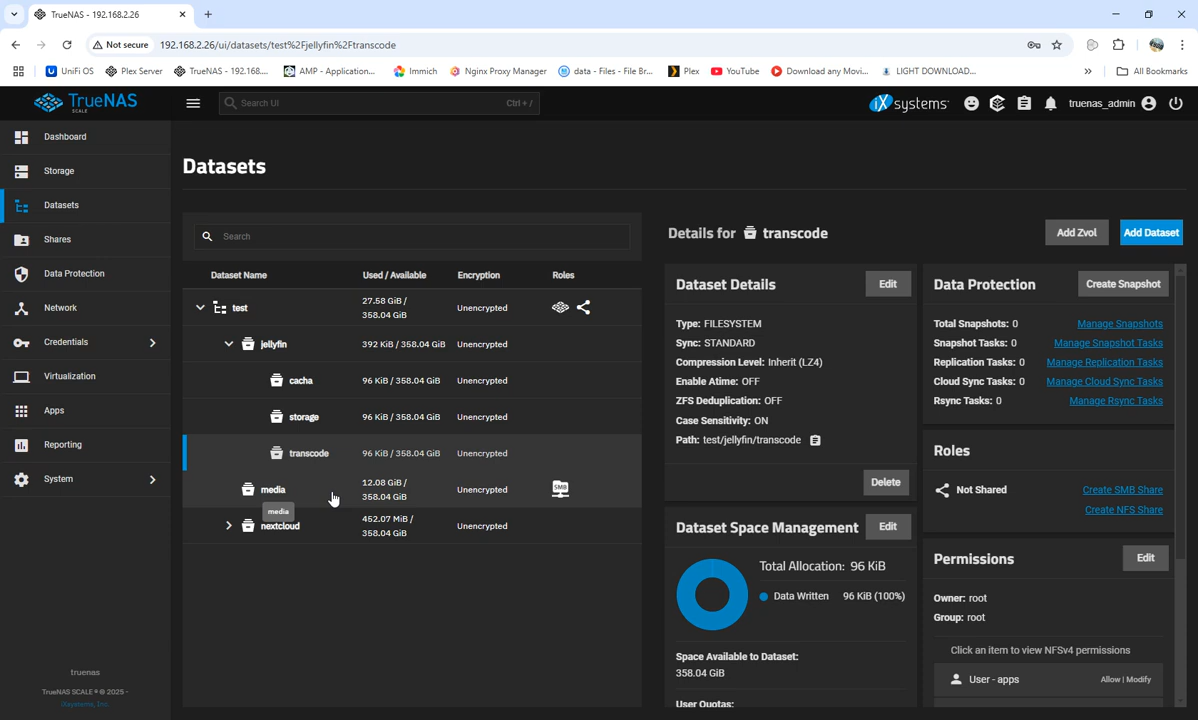 TrueNAS - 192.168.2.26
Not secure
192.168.2.26/ui/datasets/test%2Fjellyfin%2Ftranscode
UniFi OS
Plex Server
TrueNAS - 192.168....
AMP - Application...
Immich
Nginx Proxy Manager
data - Files - File Br...
Plex
YouTube
Download any Movi...
LIGHT DOWNLOAD...
All Bookmarks
TrueNAS
SCALE
Search UI
Ctrl + /
iXsystems
truenas_admin
Dashboard
Storage
Datasets
Shares
Data Protection
Network
Credentials
Virtualization
Apps
Reporting
System
truenas
TrueNAS SCALE ® © 2025 -
iXsystems, Inc.
Datasets
Search
Dataset Name
Used / Available
Encryption
Roles
test
27.58 GiB /
358.04 GiB
Unencrypted
jellyfin
392 KiB / 358.04 GiB
Unencrypted
cacha
96 KiB / 358.04 GiB
Unencrypted
storage
96 KiB / 358.04 GiB
Unencrypted
transcode
96 KiB / 358.04 GiB
Unencrypted
media
12.08 GiB /
358.04 GiB
Unencrypted
SMB
media
nextcloud
452.07 MiB /
358.04 GiB
Unencrypted
Details for transcode
Add Zvol
Add Dataset
Dataset Details
Edit
Type: FILESYSTEM
Sync: STANDARD
Compression Level: Inherit (LZ4)
Enable Atime: OFF
ZFS Deduplication: OFF
Case Sensitivity: ON
Path: test/jellyfin/transcode
Delete
Dataset Space Management
Edit
Total Allocation: 96 KiB
Data Written
96 KiB (100%)
Space Available to Dataset:
358.04 GiB
User Quotas:
Data Protection
Create Snapshot
Total Snapshots: 0
Manage Snapshots
Snapshot Tasks: 0
Manage Snapshot Tasks
Replication Tasks: 0
Manage Replication Tasks
Cloud Sync Tasks: 0
Manage Cloud Sync Tasks
Rsync Tasks: 0
Manage Rsync Tasks
Roles
Not Shared
Create SMB Share
Create NFS Share
Permissions
Edit
Owner: root
Group: root
Click an item to view NFSv4 permissions
User - apps
Allow | Modify